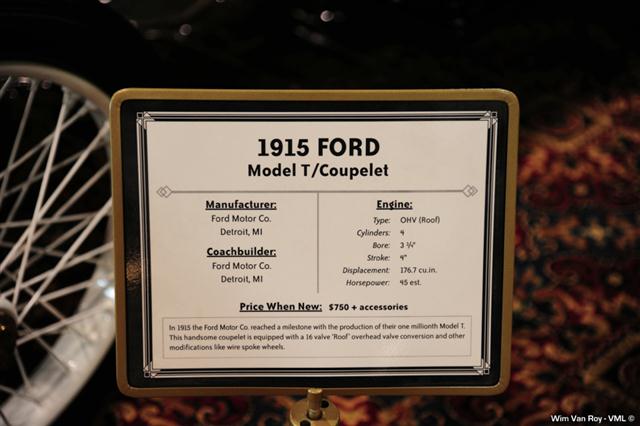 1915 FORD
Model T/Coupelet
Manufacturer:
Ford Motor Co.
Detroit, MI
Coachbuilder:
Ford Motor Co.
Detroit, MI
Engine:
Type: OHV (Roof)
Cylinders: 4
Bore: 3 ¾"
Stroke: 4"
Displacement: 176.7 cu.in.
Horsepower: 45 est.
Price When New: $750 + accessories
In 1915 the Ford Motor Co. reached a milestone with the production of their one millionth Model T.
This handsome coupelet is equipped with a 16 valve "Roof" overhead valve conversion and other
modifications like wire spoke wheels.
Wim Van Roy - VML ©